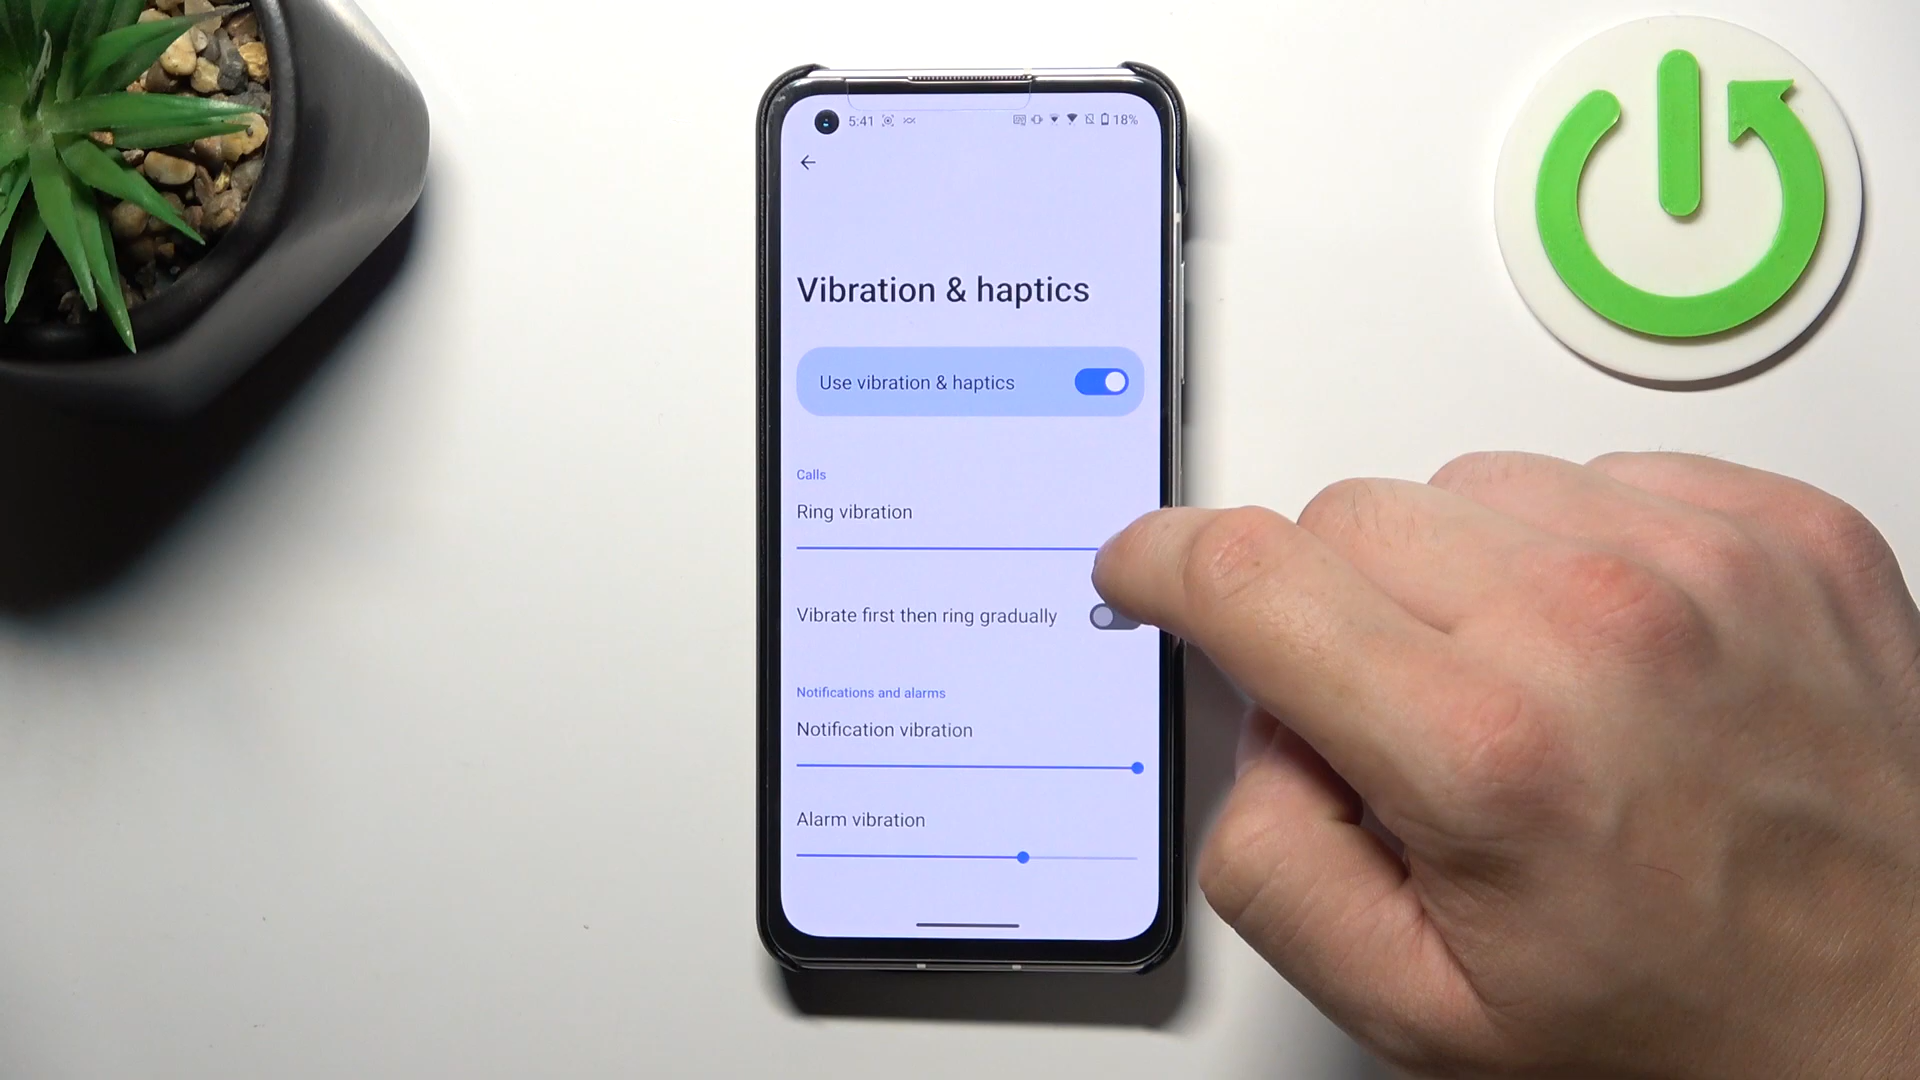 5:41 18%
Vibration & haptics
Use vibration & haptics
Calls
Ring vibration
Vibrate first then ring gradually
Notifications and alarms
Notification vibration
Alarm vibration